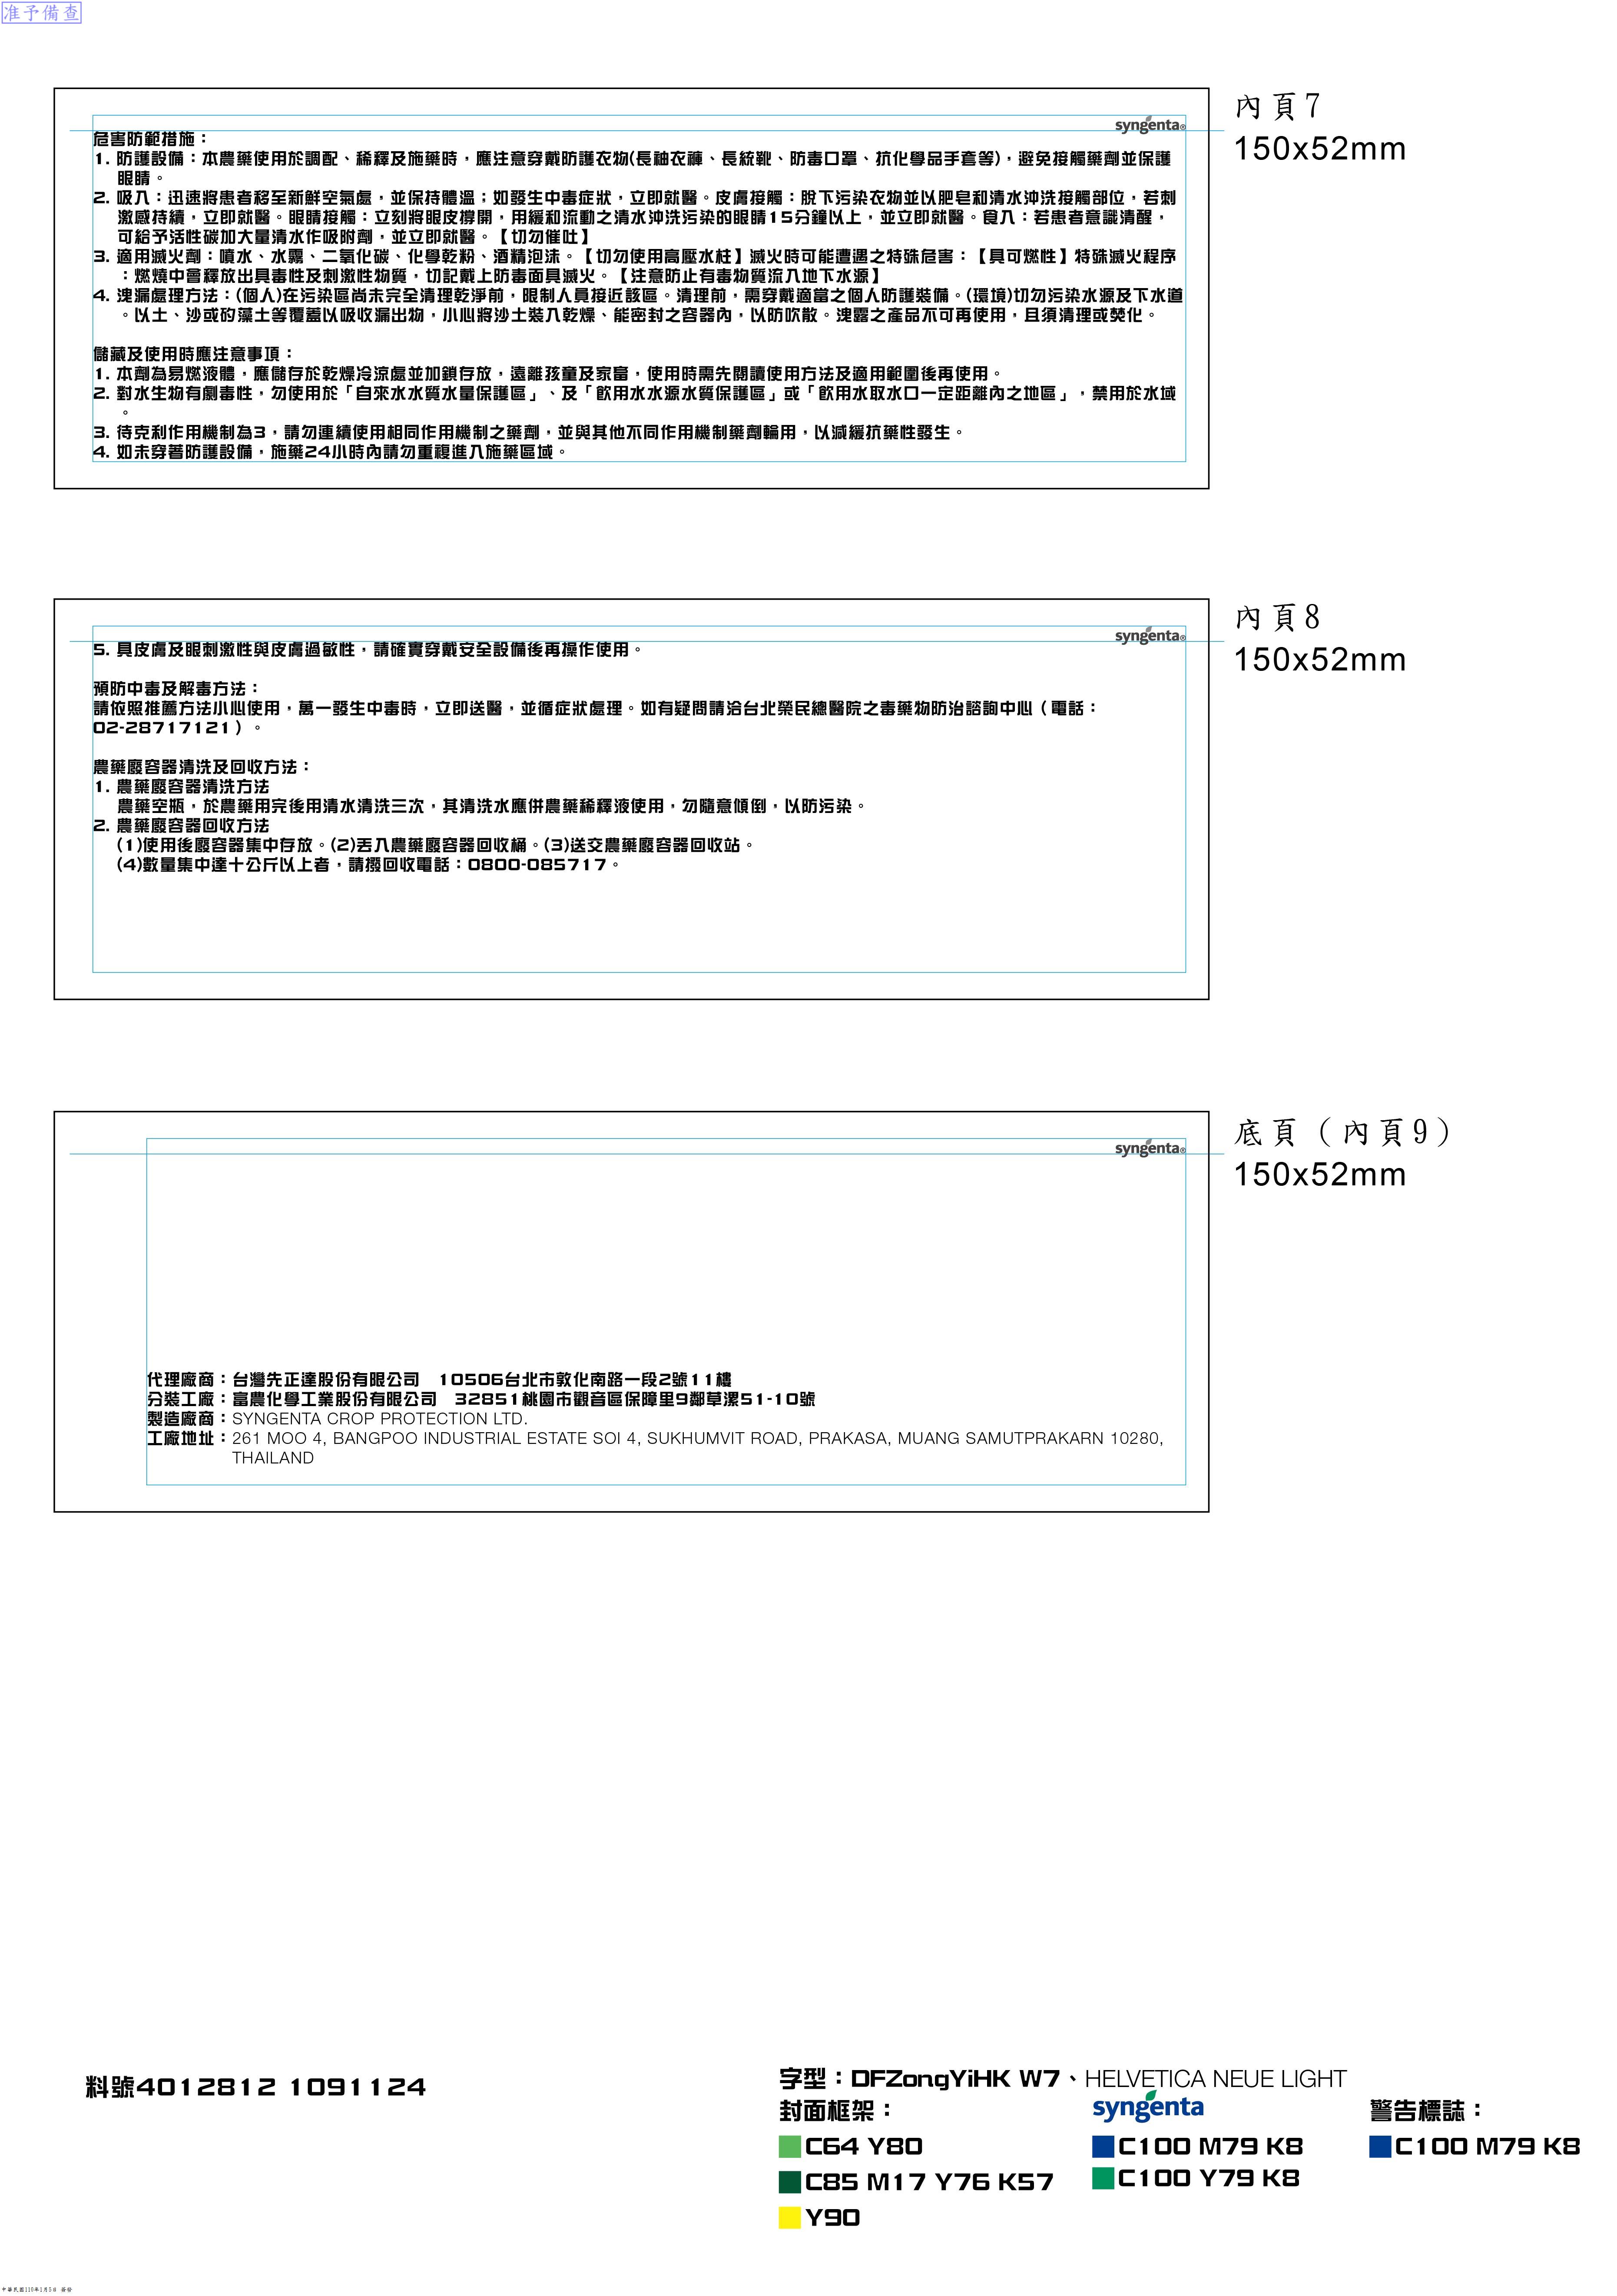 准予備查
內頁7
150x52mm
syngenta®
危害防範措施：
1. 防護設備：本農藥使用於調配、稀釋及施藥時，應注意穿戴防護衣物(長袖衣褲、長統靴、防毒口罩、抗化學品手套等)，避免接觸藥劑並保護
眼睛。
2. 吸入：迅速將患者移至新鮮空氣處，並保持體溫；如發生中毒症狀，立即就醫。皮膚接觸：脫下污染衣物並以肥皂和清水沖洗接觸部位，若刺
激感持續，立即就醫。眼睛接觸：立刻將眼皮撐開，用緩和流動之清水沖洗污染的眼睛15分鐘以上，並立即就醫。食入：若患者意識清醒，
可給予活性碳加大量清水作吸附劑，並立即就醫。【切勿催吐】
3. 適用滅火劑：噴水、水霧、二氧化碳、化學乾粉、酒精泡沫。【切勿使用高壓水柱】滅火時可能遭遇之特殊危害：【具可燃性】特殊滅火程序
：燃燒中會釋放出具毒性及刺激性物質，切記戴上防毒面具滅火。【注意防止有毒物質流入地下水源】
4. 洩漏處理方法：(個人)在污染區尚未完全清理乾淨前，限制人員接近該區。清理前，需穿戴適當之個人防護裝備。(環境)切勿污染水源及下水道
。以土、沙或矽藻土等覆蓋以吸收漏出物，小心將沙土裝入乾燥、能密封之容器內，以防吹散。洩露之產品不可再使用，且須清理或焚化。
儲藏及使用時應注意事項：
1. 本劑為易燃液體，應儲存於乾燥冷涼處並加鎖存放，遠離孩童及家畜，使用時需先閱讀使用方法及適用範圍後再使用。
2. 對水生物有劇毒性，勿使用於「自來水水質水量保護區」、及「飲用水水源水質保護區」或「飲用水取水口一定距離內之地區」，禁用於水域
。
3. 待克利作用機制為3，請勿連續使用相同作用機制之藥劑，並與其他不同作用機制藥劑輪用，以減緩抗藥性發生。
4. 如未穿著防護設備，施藥24小時內請勿重複進入施藥區域。
內頁8
150x52mm
syngenta®
5. 具皮膚及眼刺激性與皮膚過敏性，請確實穿戴安全設備後再操作使用。
預防中毒及解毒方法：
請依照推薦方法小心使用，萬一發生中毒時，立即送醫，並循症狀處理。如有疑問請洽台北榮民總醫院之毒藥物防治諮詢中心（電話：
02-28717121）。
農藥廢容器清洗及回收方法：
1. 農藥廢容器清洗方法
農藥空瓶，於農藥用完後用清水清洗三次，其清洗水應併農藥稀釋液使用，勿隨意傾倒，以防污染。
2. 農藥廢容器回收方法
(1)使用後廢容器集中存放。(2)丟入農藥廢容器回收桶。(3)送交農藥廢容器回收站。
(4)數量集中達十公斤以上者，請撥回收電話：0800-085717。
底頁（內頁9）
150x52mm
syngenta®
代理廠商：台灣先正達股份有限公司　10506台北市敦化南路一段2號11樓
分裝工廠：富農化學工業股份有限公司　32851桃園市觀音區保障里9鄰草漯51-10號
製造廠商：SYNGENTA CROP PROTECTION LTD.
工廠地址：261 MOO 4, BANGPOO INDUSTRIAL ESTATE SOI 4, SUKHUMVIT ROAD, PRAKASA, MUANG SAMUTPRAKARN 10280,
THAILAND
料號4012812 1091124
字型：DFZongYiHK W7、HELVETICA NEUE LIGHT
封面框架：
C64 Y80
C85 M17 Y76 K57
Y90
syngenta
C100 M79 K8
C100 Y79 K8
警告標誌：
C100 M79 K8